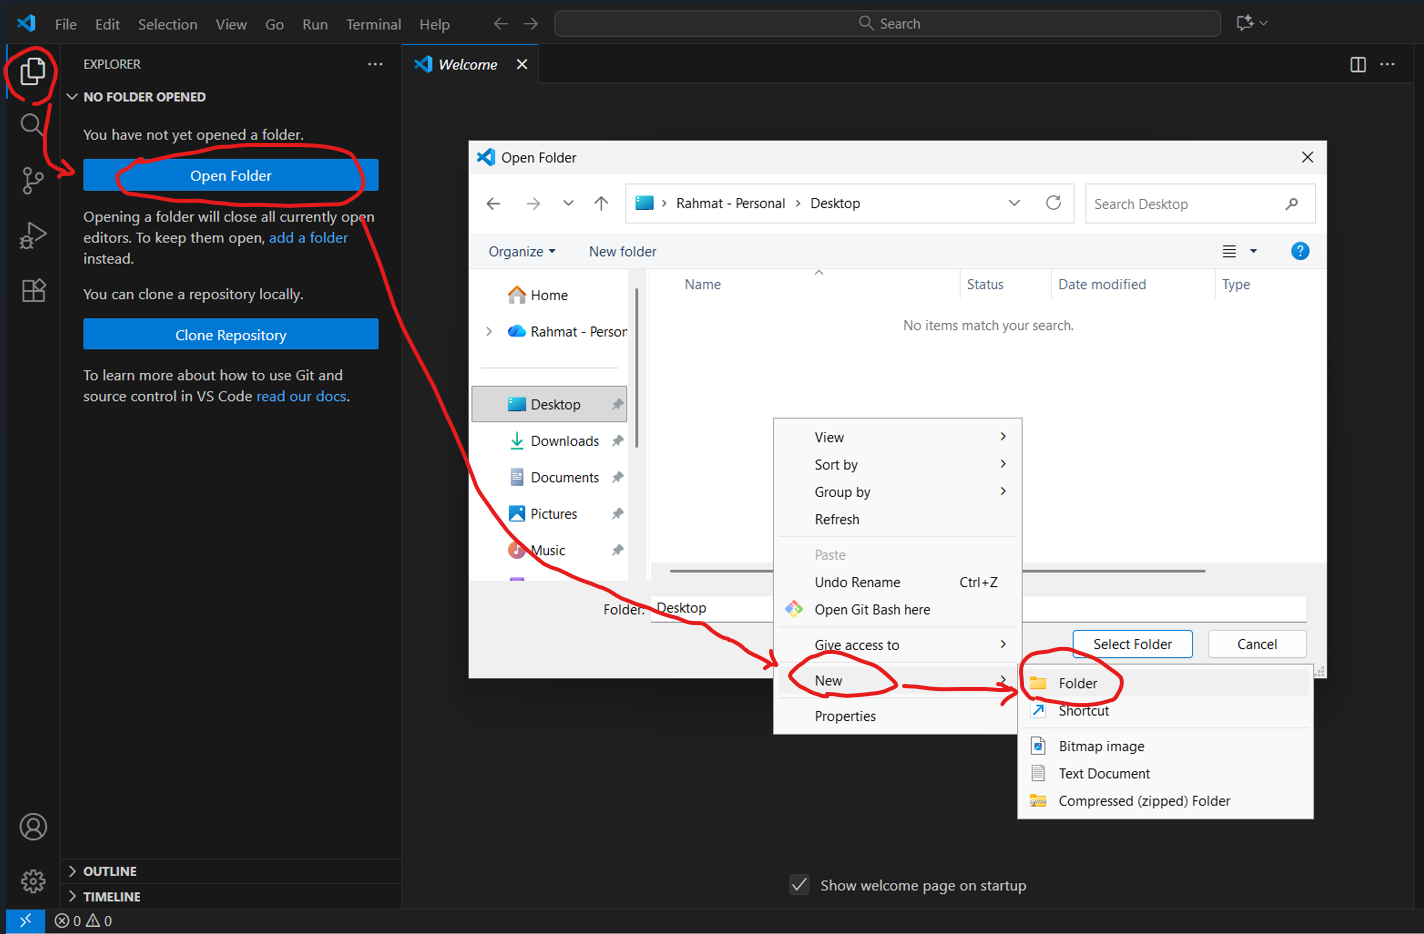 File Edit Selection View Go Run Terminal Help
Search
EXPLORER
NO FOLDER OPENED
You have not yet opened a folder.
Open Folder
Opening a folder will close all currently open
editors. To keep them open, add a folder
instead.
You can clone a repository locally.
Clone Repository
To learn more about how to use Git and
source control in VS Code read our docs.
OUTLINE
TIMELINE
0 0
Welcome
Open Folder
Rahmat - Personal Desktop
Search Desktop
Organize New folder
Name Status Date modified Type
No items match your search.
Home
Rahmat - Person
Desktop
Downloads
Documents
Pictures
Music
Folder: Desktop
Select Folder Cancel
View
Sort by
Group by
Refresh
Paste
Undo Rename Ctrl+Z
Open Git Bash here
Give access to
New
Properties
Folder
Shortcut
Bitmap image
Text Document
Compressed (zipped) Folder
Show welcome page on startup